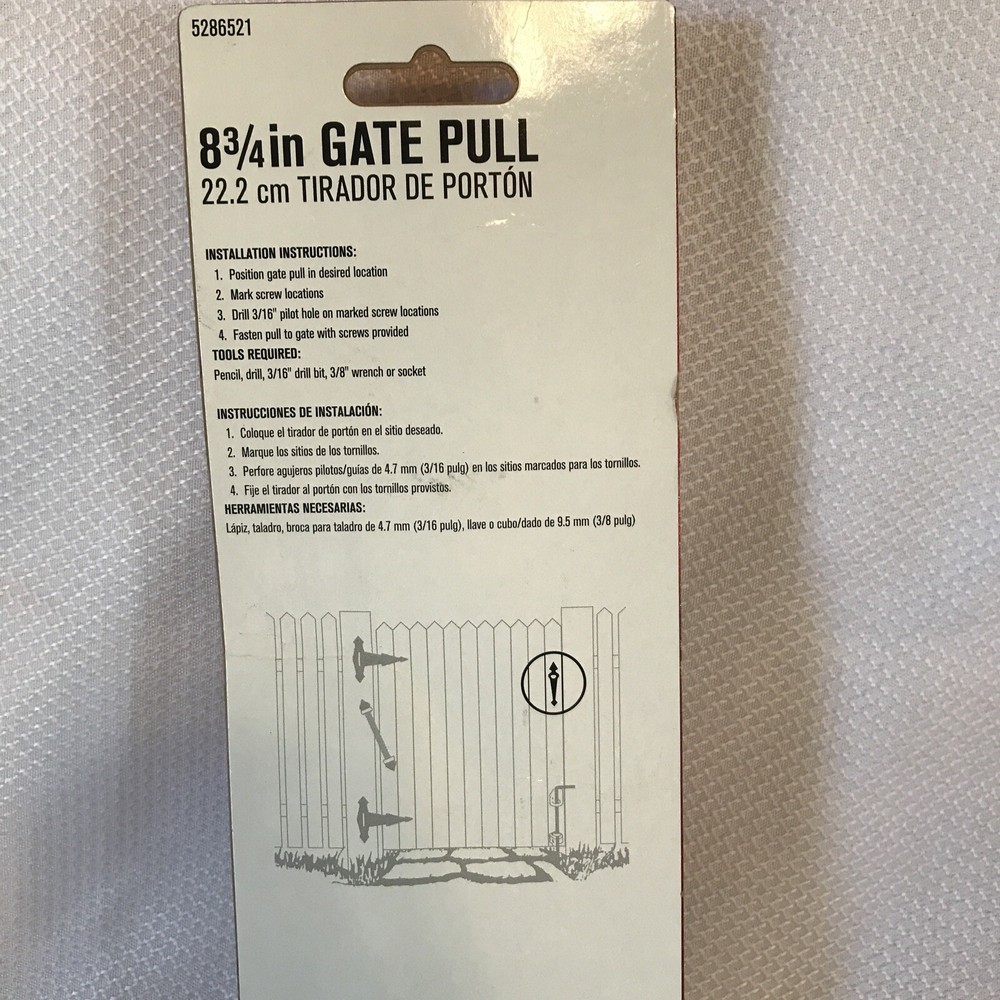 5286521
8¾in GATE PULL
22.2 cm TIRADOR DE PORTÓN
INSTALLATION INSTRUCTIONS:
1. Position gate pull in desired location
2. Mark screw locations
3. Drill 3/16" pilot hole on marked screw locations
4. Fasten pull to gate with screws provided
TOOLS REQUIRED:
Pencil, drill, 3/16" drill bit, 3/8" wrench or socket
INSTRUCCIONES DE INSTALACIÓN:
1. Coloque el tirador de portón en el sitio deseado.
2. Marque los sitios de los tornillos.
3. Perfore agujeros pilotos/guías de 4.7 mm (3/16 pulg) en los sitios marcados para los tornillos.
4. Fije el tirador al portón con los tornillos provistos.
HERRAMIENTAS NECESARIAS:
Lápiz, taladro, broca para taladro de 4.7 mm (3/16 pulg), llave o cubo/dado de 9.5 mm (3/8 pulg)